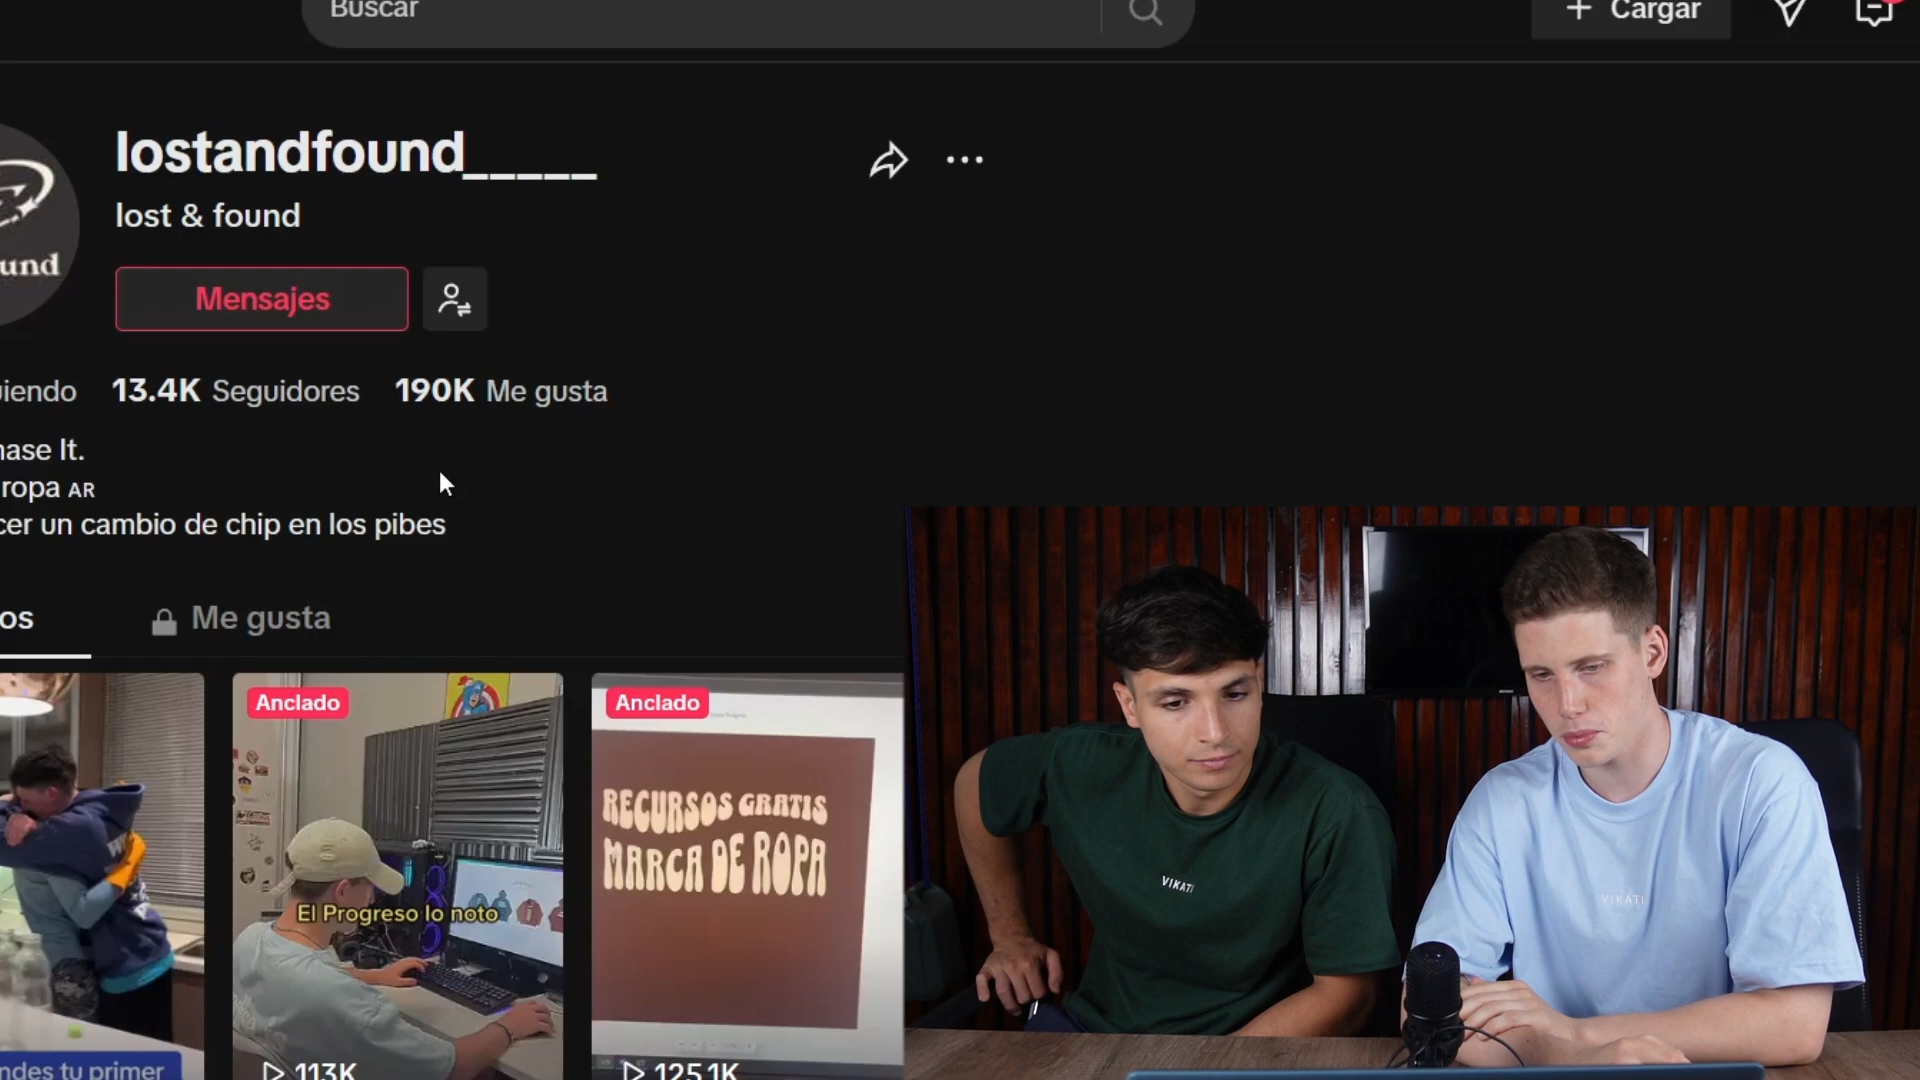 Buscar
Cargar
lostandfound_____
lost & found
und
Mensajes
iendo 13.4K Seguidores 190K Me gusta
ase It.
ropa AR
cer un cambio de chip en los pibes
os
Me gusta
Anclado
Anclado
RECURSOS GRATIS
MARCA DE ROPA
El Progreso lo noto
VIKATI
VIKATI
ndes tu primer
113K
125.1K